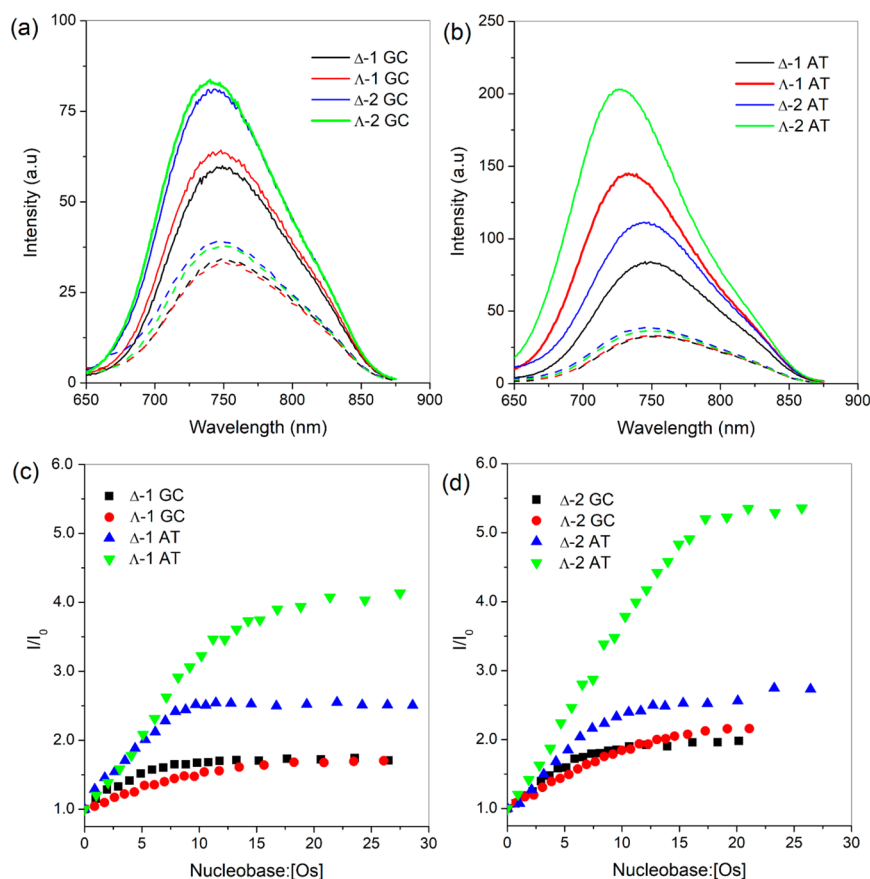 (a)
100
75
50
25
0
Intensity (a.u)
Δ-1 GC
Λ-1 GC
Δ-2 GC
Λ-2 GC
650 700 750 800 850 900
Wavelength (nm)
(b)
250
200
150
100
50
0
Intensity (a.u)
Δ-1 AT
Λ-1 AT
Δ-2 AT
Λ-2 AT
650 700 750 800 850 900
Wavelength (nm)
(c)
6.0
5.0
4.0
3.0
2.0
1.0
I/I₀
Δ-1 GC
Λ-1 GC
Δ-1 AT
Λ-1 AT
0 5 10 15 20 25 30
Nucleobase:[Os]
(d)
6.0
5.0
4.0
3.0
2.0
1.0
I/I₀
Δ-2 GC
Λ-2 GC
Δ-2 AT
Λ-2 AT
0 5 10 15 20 25 30
Nucleobase:[Os]